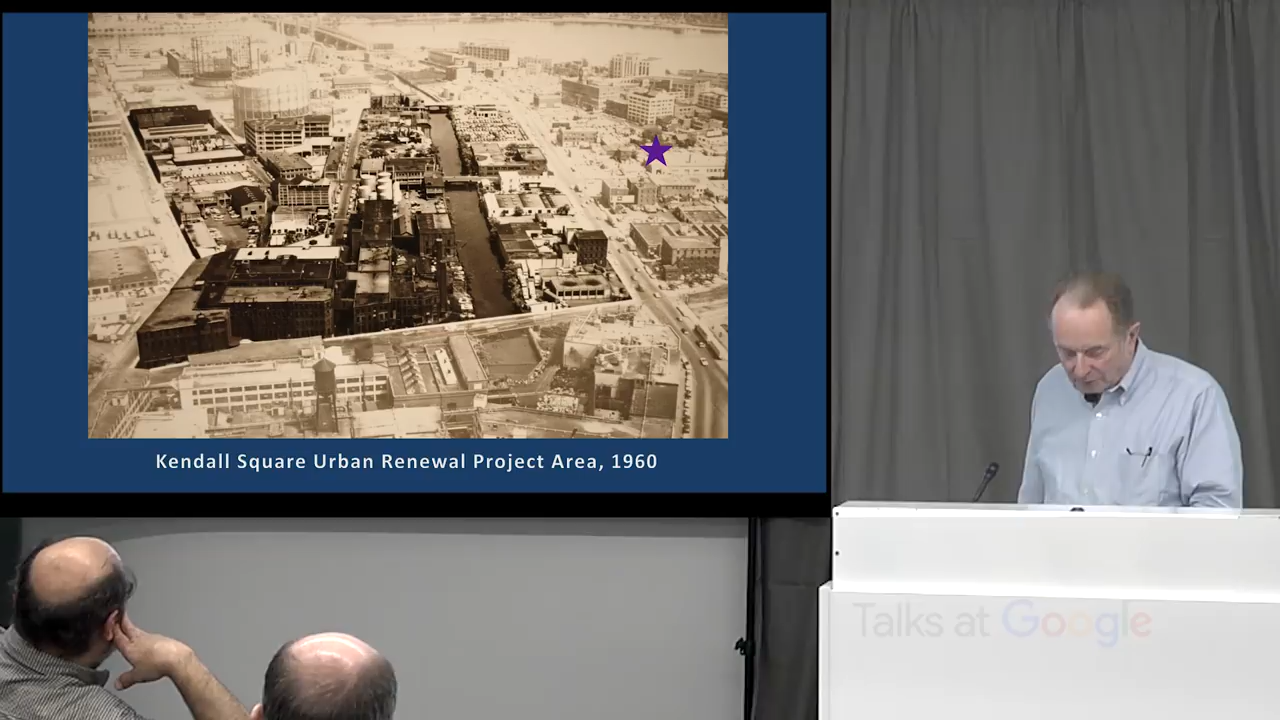 Kendall Square Urban Renewal Project Area, 1960
Talks at Google